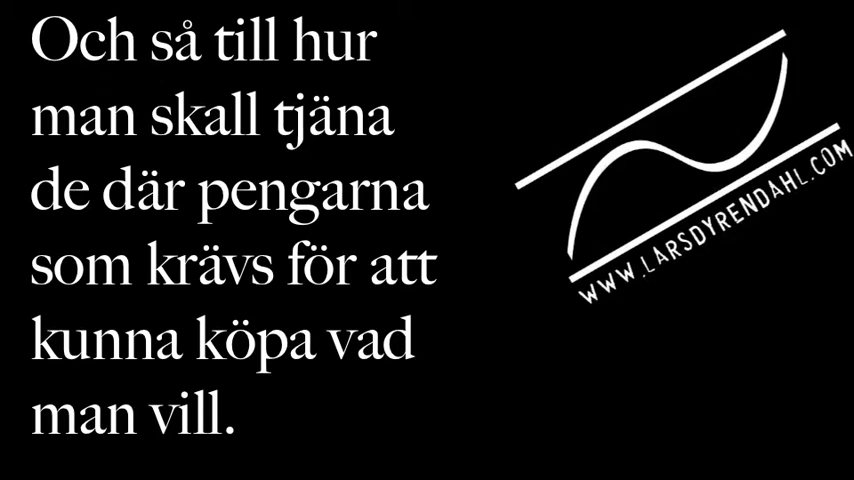 Och så till hur
man skall tjäna
de där pengarna
som krävs för att
kunna köpa vad
man vill.
WWW.LARSDYRENDAHL.COM